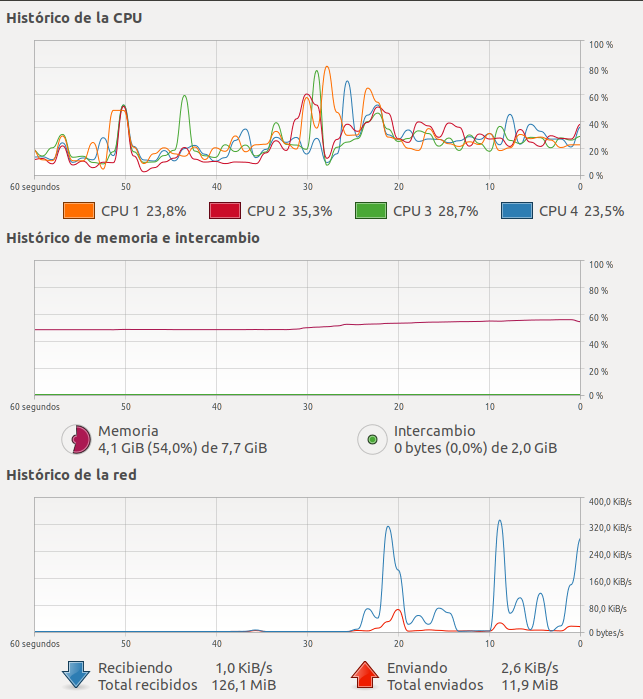 Histórico de la CPU
100 %
80 %
60 %
40 %
20 %
0 %
60 segundos 50 40 30 20 10 0
CPU 1 23,8% CPU 2 35,3% CPU 3 28,7% CPU 4 23,5%
Histórico de memoria e intercambio
100 %
80 %
60 %
40 %
20 %
0 %
60 segundos 50 40 30 20 10 0
Memoria Intercambio
4,1 GiB (54,0%) de 7,7 GiB 0 bytes (0,0%) de 2,0 GiB
Histórico de la red
400,0 KiB/s
320,0 KiB/s
240,0 KiB/s
160,0 KiB/s
80,0 KiB/s
0 bytes/s
60 segundos 50 40 30 20 10 0
Recibiendo 1,0 KiB/s Enviando 2,6 KiB/s
Total recibidos 126,1 MiB Total enviados 11,9 MiB